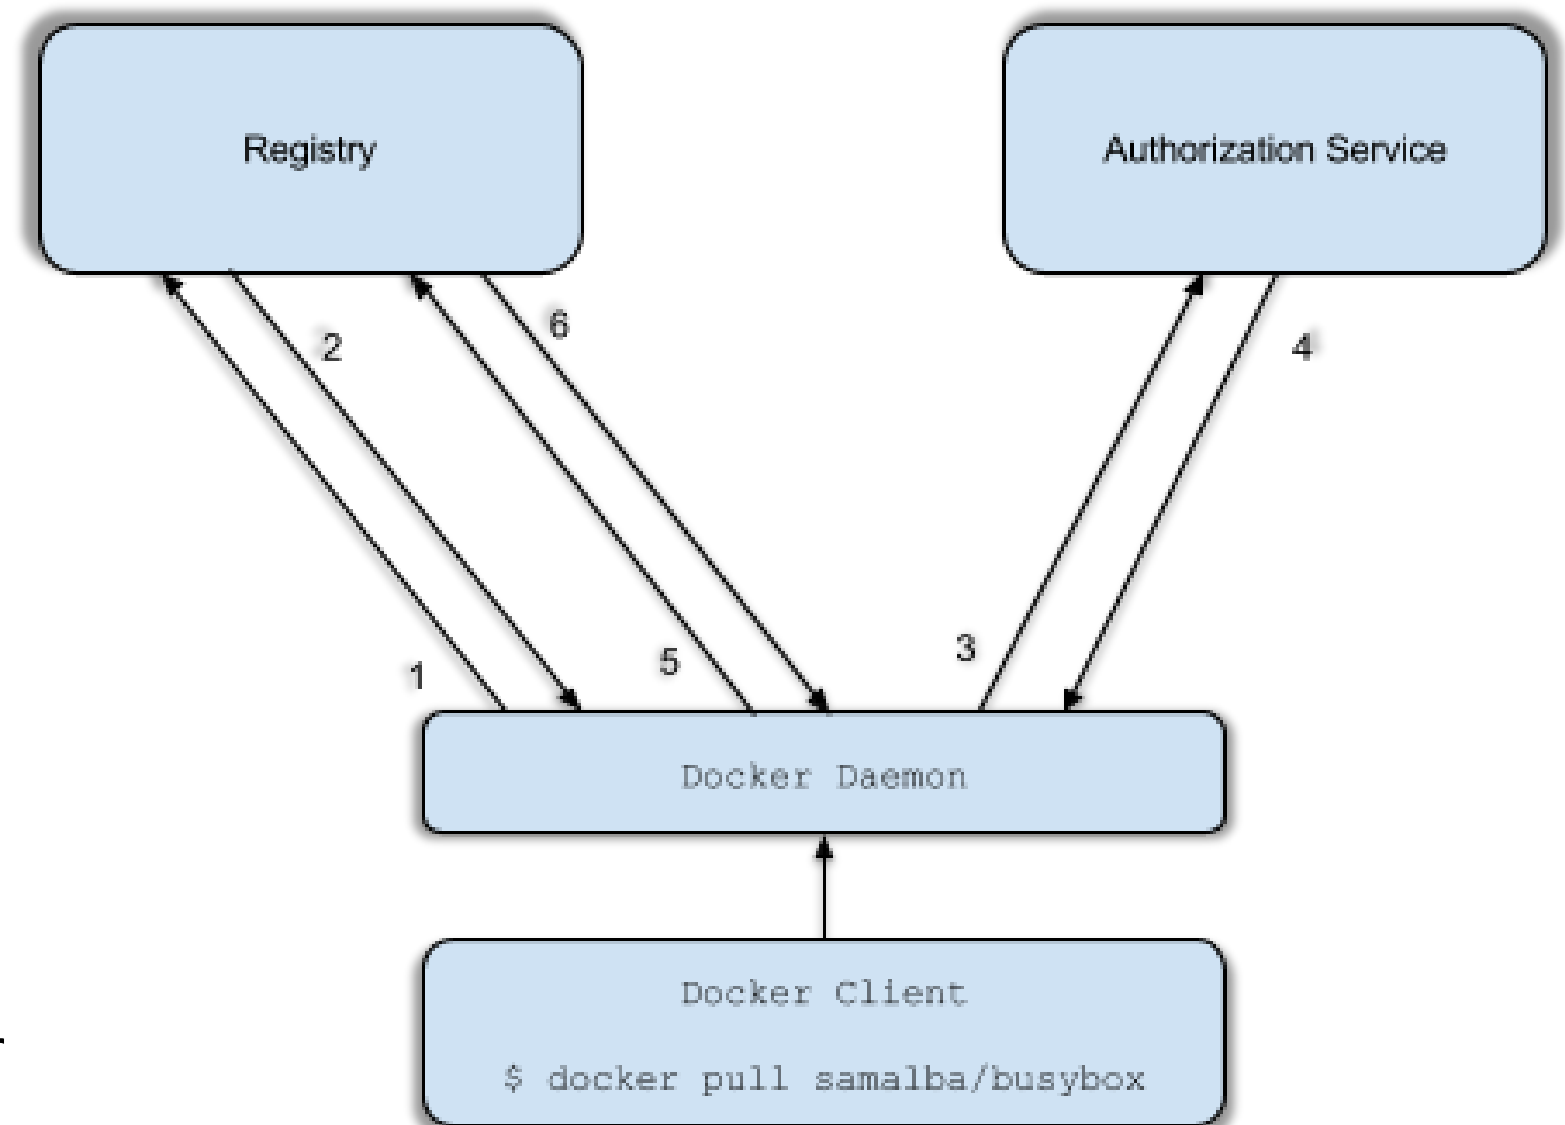 Registry
Authorization Service
2
6
4
1
5
3
Docker Daemon
Docker Client
$ docker pull samalba/busybox